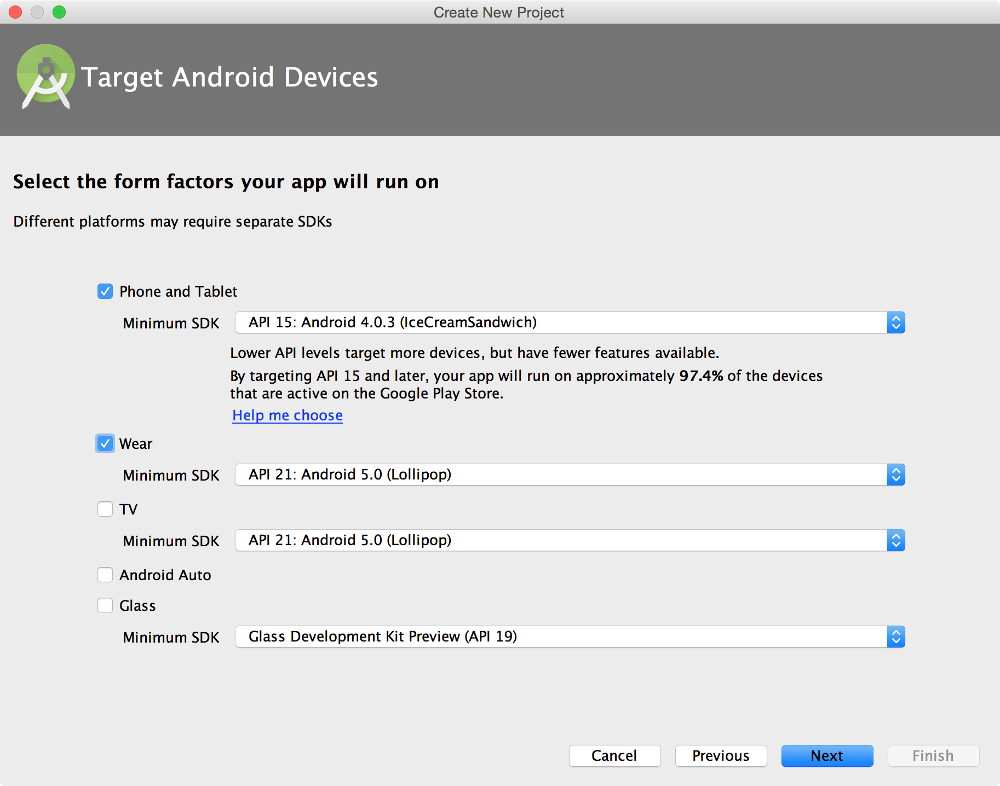 Create New Project
Target Android Devices
Select the form factors your app will run on
Different platforms may require separate SDKs
Phone and Tablet
Minimum SDK API 15: Android 4.0.3 (IceCreamSandwich)
Lower API levels target more devices, but have fewer features available.
By targeting API 15 and later, your app will run on approximately 97.4% of the devices
that are active on the Google Play Store.
Help me choose
Wear
Minimum SDK API 21: Android 5.0 (Lollipop)
TV
Minimum SDK API 21: Android 5.0 (Lollipop)
Android Auto
Glass
Minimum SDK Glass Development Kit Preview (API 19)
Cancel Previous Next Finish